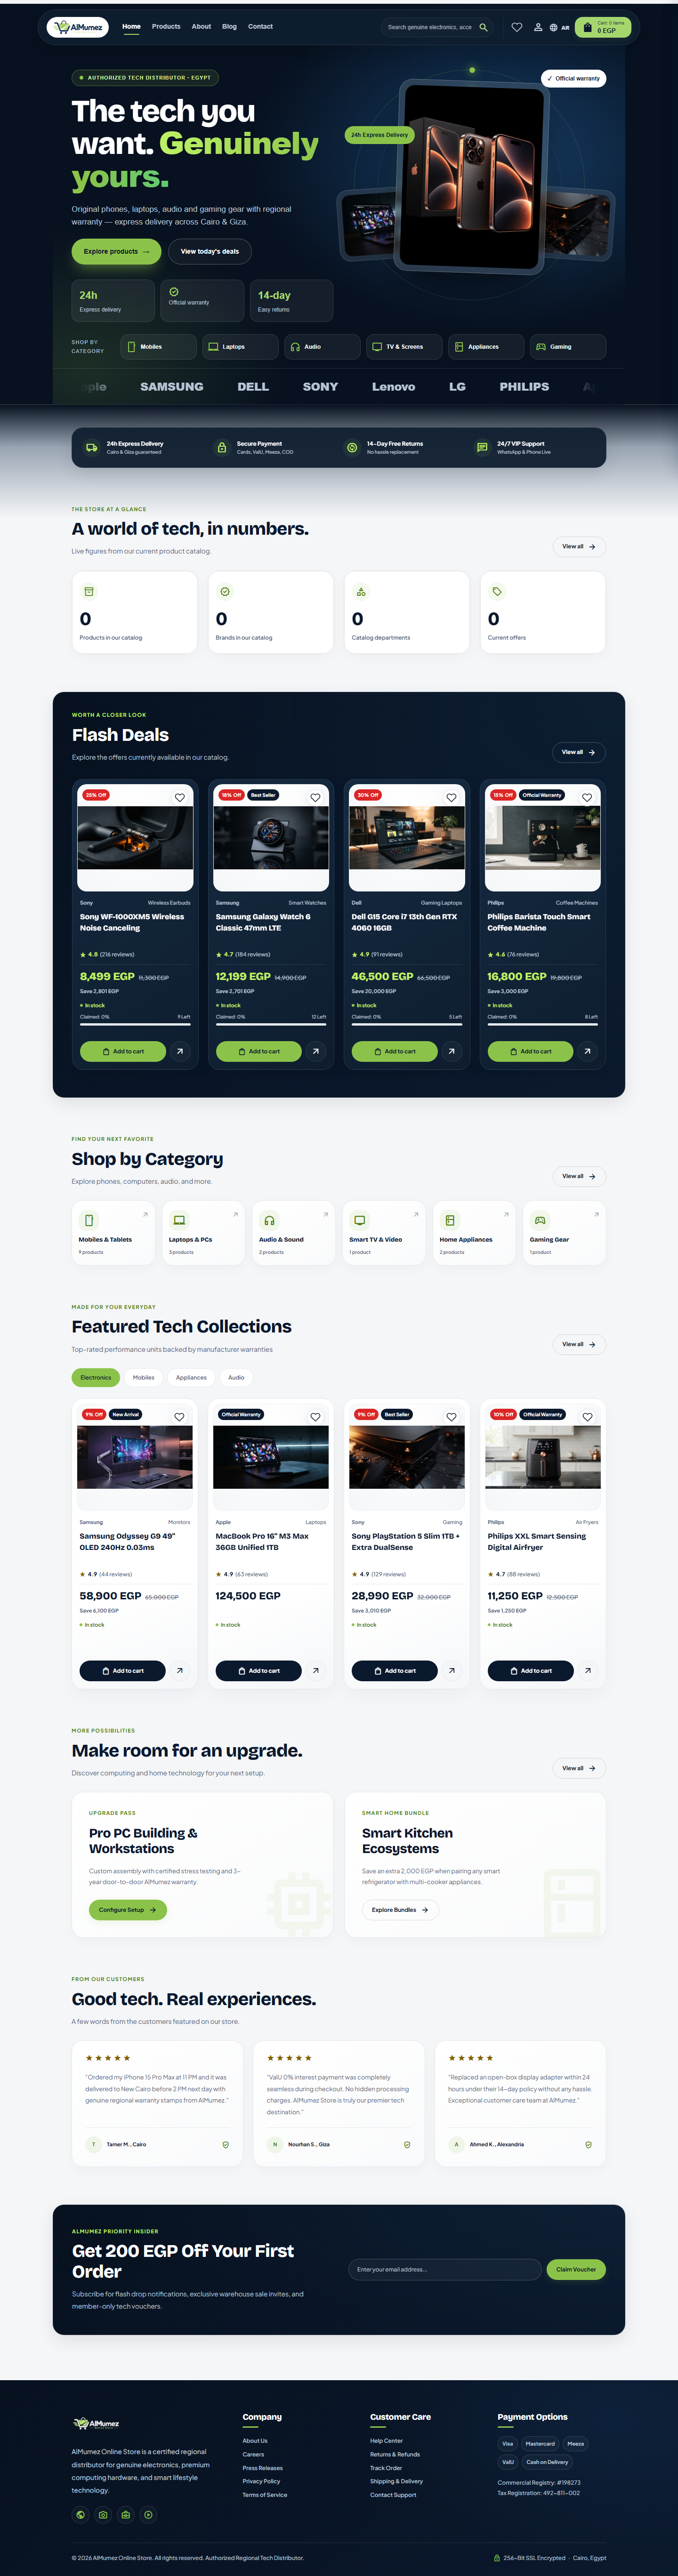 AlMumez
Home
Products
About
Blog
Contact
Search genuine electronics, acce
AR
Cart: 0 items
0 EGP
AUTHORIZED TECH DISTRIBUTOR • EGYPT
The tech you
want. Genuinely
yours.
Original phones, laptops, audio and gaming gear with regional
warranty — express delivery across Cairo & Giza.
Explore products →
View today's deals
✓ Official warranty
24h Express Delivery
24h
Express delivery
Official warranty
14-day
Easy returns
SHOP BY
CATEGORY
Mobiles
Laptops
Audio
TV & Screens
Appliances
Gaming
SAMSUNG
DELL
SONY
Lenovo
LG
PHILIPS
24h Express Delivery
Cairo & Giza guaranteed
Secure Payment
Cards, ValU, Meeza, COD
14-Day Free Returns
No hassle replacement
24/7 VIP Support
WhatsApp & Phone Live
THE STORE AT A GLANCE
A world of tech, in numbers.
Live figures from our current product catalog.
View all →
0
Products in our catalog
0
Brands in our catalog
0
Catalog departments
0
Current offers
WORTH A CLOSER LOOK
Flash Deals
Explore the offers currently available in our catalog.
View all →
25% Off
Sony
Wireless Earbuds
Sony WF-1000XM5 Wireless
Noise Canceling
★ 4.8 (216 reviews)
8,499 EGP 11,300 EGP
Save 2,801 EGP
In stock
Claimed: 0%
9 Left
Add to cart
18% Off
Best Seller
Samsung
Smart Watches
Samsung Galaxy Watch 6
Classic 47mm LTE
★ 4.7 (184 reviews)
12,199 EGP 14,900 EGP
Save 2,701 EGP
In stock
Claimed: 0%
12 Left
Add to cart
30% Off
Dell
Gaming Laptops
Dell G15 Core i7 13th Gen RTX
4060 16GB
★ 4.9 (91 reviews)
46,500 EGP 66,500 EGP
Save 20,000 EGP
In stock
Claimed: 0%
5 Left
Add to cart
15% Off
Official Warranty
Philips
Coffee Machines
Philips Barista Touch Smart
Coffee Machine
★ 4.6 (76 reviews)
16,800 EGP 19,800 EGP
Save 3,000 EGP
In stock
Claimed: 0%
8 Left
Add to cart
FIND YOUR NEXT FAVORITE
Shop by Category
Explore phones, computers, audio, and more.
View all →
Mobiles & Tablets
9 products
Laptops & PCs
3 products
Audio & Sound
2 products
Smart TV & Video
1 product
Home Appliances
2 products
Gaming Gear
1 product
MADE FOR YOUR EVERYDAY
Featured Tech Collections
Top-rated performance units backed by manufacturer warranties
View all →
Electronics
Mobiles
Appliances
Audio
9% Off
New Arrival
Samsung
Monitors
Samsung Odyssey G9 49"
OLED 240Hz 0.03ms
★ 4.9 (44 reviews)
58,900 EGP 65,000 EGP
Save 6,100 EGP
In stock
Add to cart
Official Warranty
Apple
Laptops
MacBook Pro 16" M3 Max
36GB Unified 1TB
★ 4.9 (63 reviews)
124,500 EGP
In stock
Add to cart
9% Off
Best Seller
Sony
Gaming
Sony PlayStation 5 Slim 1TB +
Extra DualSense
★ 4.9 (129 reviews)
28,990 EGP 32,000 EGP
Save 3,010 EGP
In stock
Add to cart
10% Off
Official Warranty
Philips
Air Fryers
Philips XXL Smart Sensing
Digital Airfryer
★ 4.7 (88 reviews)
11,250 EGP 12,500 EGP
Save 1,250 EGP
In stock
Add to cart
MORE POSSIBILITIES
Make room for an upgrade.
Discover computing and home technology for your next setup.
View all →
UPGRADE PASS
Pro PC Building &
Workstations
Custom assembly with certified stress testing and 3-
year door-to-door AlMumez warranty.
Configure Setup →
SMART HOME BUNDLE
Smart Kitchen
Ecosystems
Save an extra 2,000 EGP when pairing any smart
refrigerator with multi-cooker appliances.
Explore Bundles →
FROM OUR CUSTOMERS
Good tech. Real experiences.
A few words from the customers featured on our store.
★★★★★
"Ordered my iPhone 15 Pro Max at 11 PM and it was
delivered to New Cairo before 2 PM next day with
genuine regional warranty stamps from AlMumez."
T
Tamer M., Cairo
★★★★★
"ValU 0% interest payment was completely
seamless during checkout. No hidden processing
charges. AlMumez Store is truly our premier tech
destination."
N
Nourhan S., Giza
★★★★★
"Replaced an open-box display adapter within 24
hours under their 14-day policy without any hassle.
Exceptional customer care team at AlMumez."
A
Ahmed K., Alexandria
ALMUMEZ PRIORITY INSIDER
Get 200 EGP Off Your First
Order
Subscribe for flash drop notifications, exclusive warehouse sale invites, and
member-only tech vouchers.
Enter your email address...
Claim Voucher
AlMumez
AlMumez Online Store is a certified regional
distributor for genuine electronics, premium
computing hardware, and smart lifestyle
technology.
Company
About Us
Careers
Press Releases
Privacy Policy
Terms of Service
Customer Care
Help Center
Returns & Refunds
Track Order
Shipping & Delivery
Contact Support
Payment Options
Visa
Mastercard
Meeza
ValU
Cash on Delivery
Commercial Registry: #198273
Tax Registration: 492-811-002
© 2026 AlMumez Online Store. All rights reserved. Authorized Regional Tech Distributor.
256-Bit SSL Encrypted · Cairo, Egypt